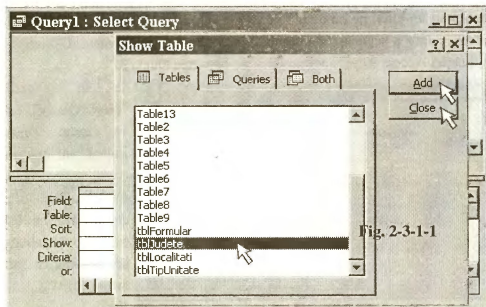 Query1 : Select Query
Show Table
Tables
Queries
Both
Add
Close
Table13
Table2
Table3
Table4
Table5
Table6
Table7
Table8
Table9
tblFormular
tblJudete
tblLocalitati
tblTipUnitate
Field:
Table:
Sort:
Show:
Criteria:
or:
Fig. 2-3-1-1